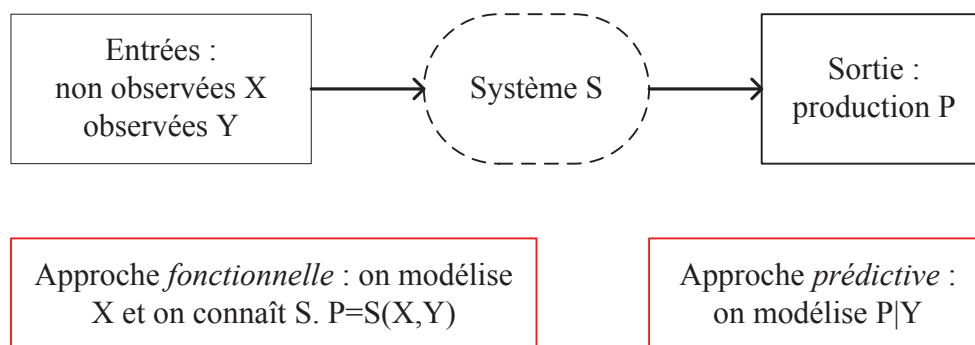 Entrées :
non observées X
observées Y
Système S
Sortie :
production P
Approche fonctionnelle : on modélise
X et on connaît S. P=S(X,Y)
Approche prédictive :
on modélise P|Y